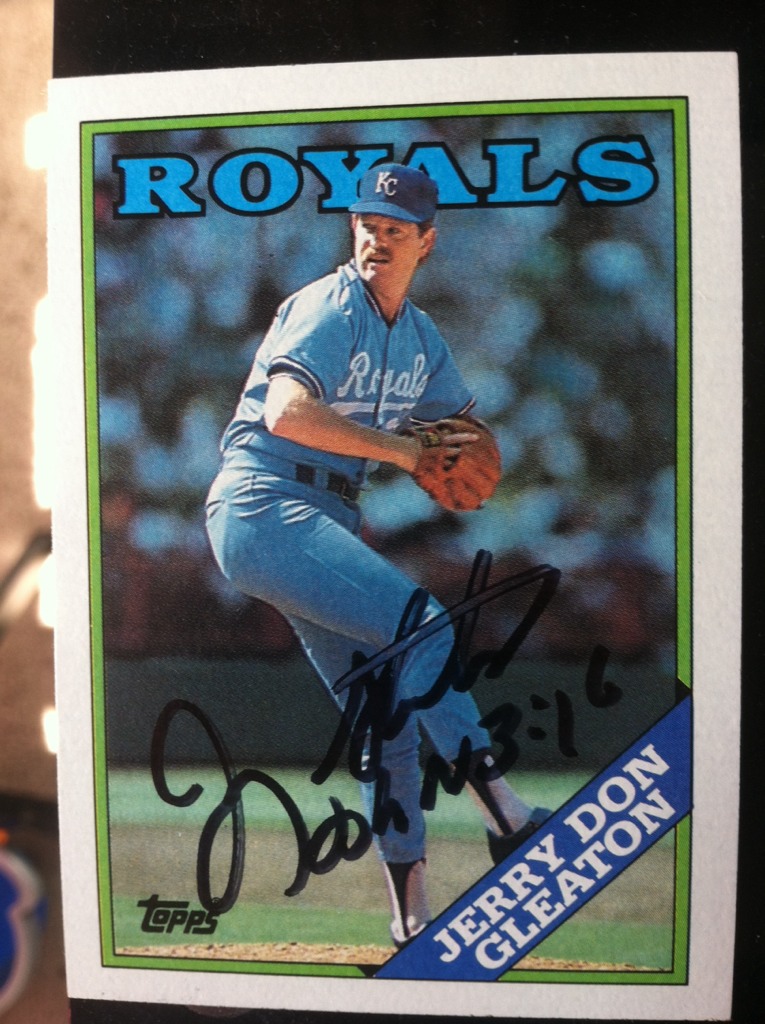 ROYALS
KC
Royals
John 3:16
Topps
JERRY DON
GLEATON